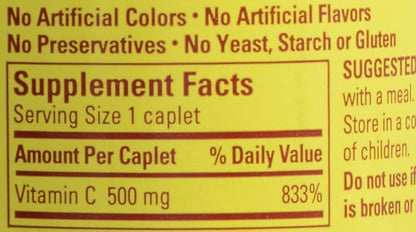 No Artificial Colors • No Artificial Flavors
No Preservatives • No Yeast, Starch or Gluten
Supplement Facts
Serving Size 1 caplet
Amount Per Caplet % Daily Value
Vitamin C 500 mg 833%
SUGGESTED
with a meal.
Store in a
of children.
Do not use if
is broken or